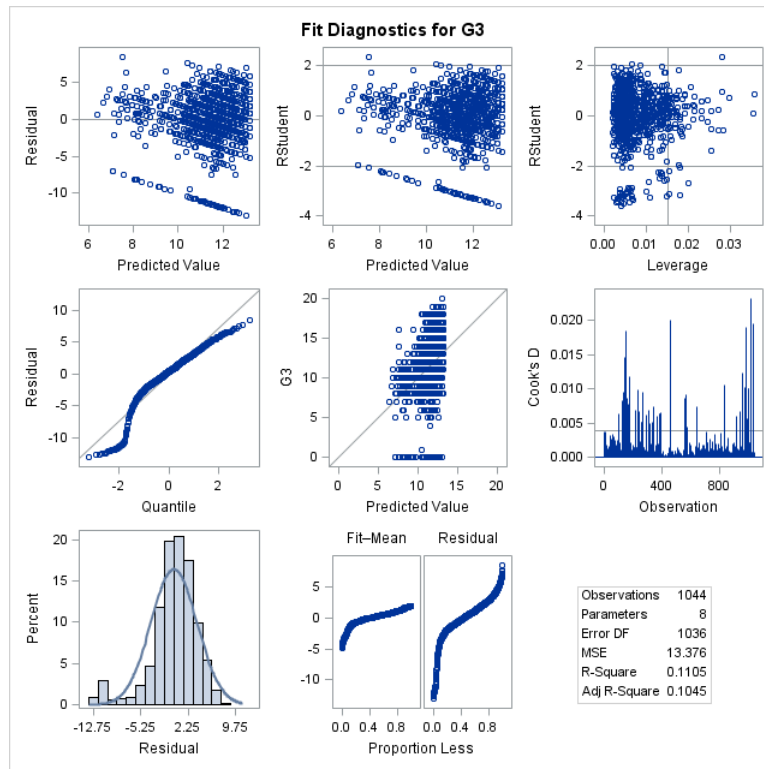 Fit Diagnostics for G3
Residual
5
0
-5
-10
6 8 10 12
Predicted Value
RStudent
2
0
-2
-4
6 8 10 12
Predicted Value
RStudent
2
0
-2
-4
0.00 0.01 0.02 0.03
Leverage
Residual
10
5
0
-5
-10
-2 0 2
Quantile
G3
20
15
10
5
0
0 5 10 15 20
Predicted Value
Cook's D
0.020
0.015
0.010
0.005
0.000
0 400 800
Observation
Percent
20
15
10
5
0
-12.75 -5.25 2.25 9.75
Residual
Fit–Mean Residual
5
0
-5
-10
0.0 0.4 0.8 0.0 0.4 0.8
Proportion Less
Observations 1044
Parameters 8
Error DF 1036
MSE 13.376
R-Square 0.1105
Adj R-Square 0.1045